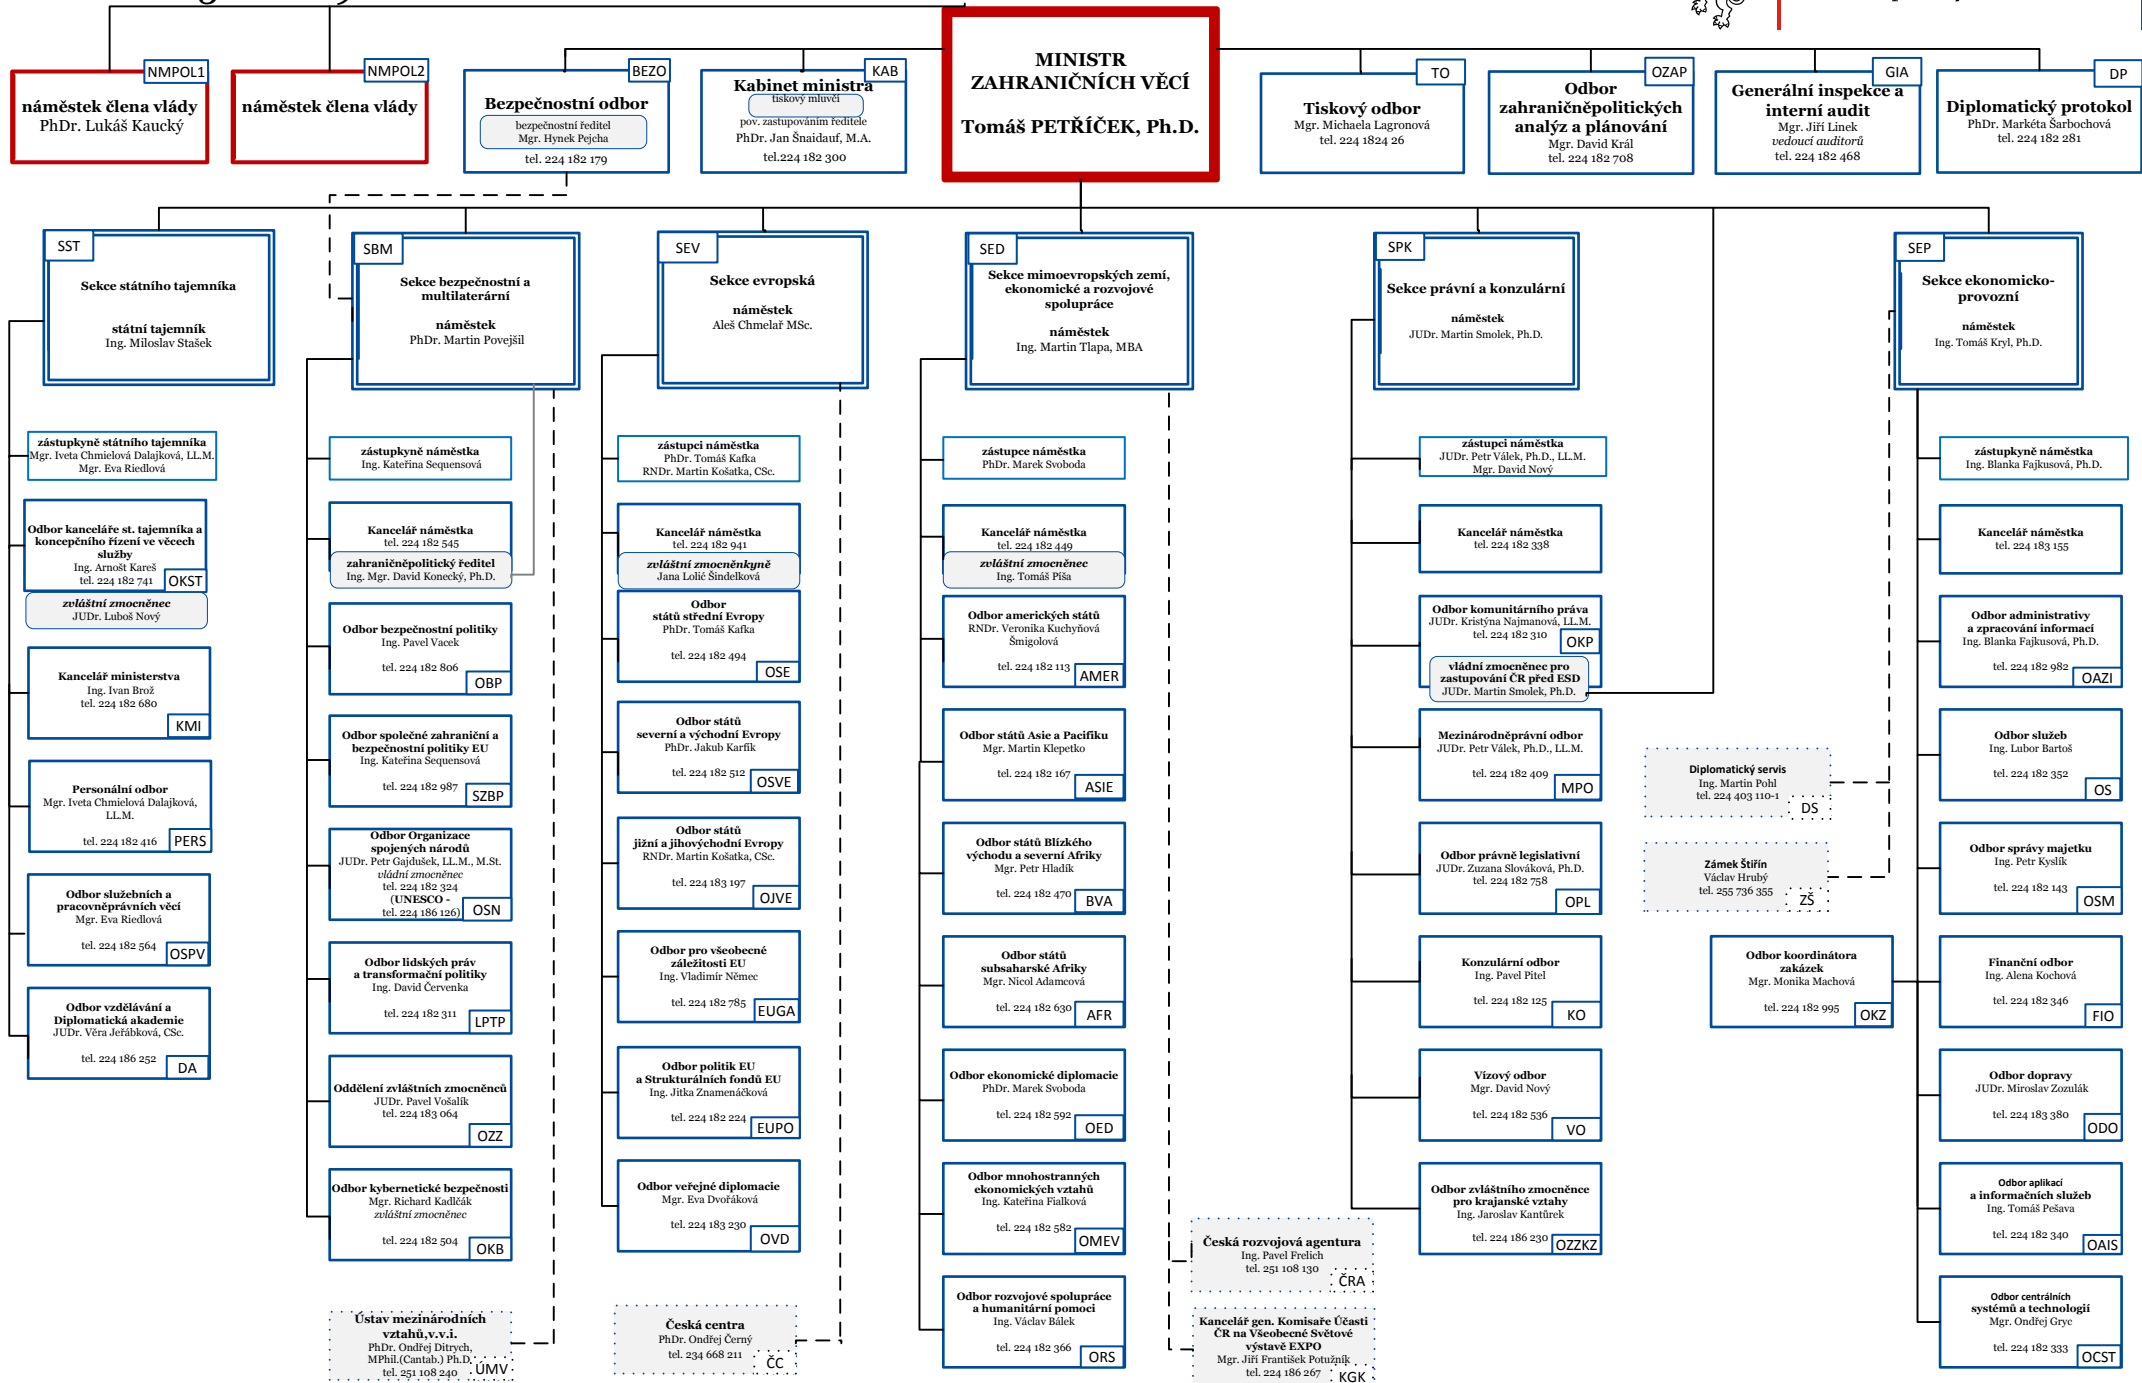 MINISTR
ZAHRANIČNÍCH VĚCÍ
Tomáš PETŘÍČEK, Ph.D.
NMPOL1
náměstek člena vlády
PhDr. Lukáš Kaucký
NMPOL2
náměstek člena vlády
BEZO
Bezpečnostní odbor
bezpečnostní ředitel
Mgr. Hynek Pejcha
tel. 224 182 179
KAB
Kabinet ministra
tiskový mluvčí
pov. zastupováním ředitele
PhDr. Jan Šnaidauf, M.A.
tel.224 182 300
TO
Tiskový odbor
Mgr. Michaela Lagronová
tel. 224 1824 26
OZAP
Odbor
zahraničněpolitických
analýz a plánování
Mgr. David Král
tel. 224 182 708
GIA
Generální inspekce a
interní audit
Mgr. Jiří Linek
vedoucí auditorů
tel. 224 182 468
DP
Diplomatický protokol
PhDr. Markéta Šarbochová
tel. 224 182 281
SST
Sekce státního tajemníka
státní tajemník
Ing. Miloslav Stašek
zástupkyně státního tajemníka
Mgr. Iveta Chmielová Dalajková, LL.M.
Mgr. Eva Riedlová
Odbor kanceláře st. tajemníka a
koncepčního řízení ve věcech
služby
Ing. Arnošt Kareš
tel. 224 182 741
OKST
zvláštní zmocněnec
JUDr. Luboš Nový
Kancelář ministerstva
Ing. Ivan Brož
tel. 224 182 680
KMI
Personální odbor
Mgr. Iveta Chmielová Dalajková,
LL.M.
tel. 224 182 416
PERS
Odbor služebních a
pracovněprávních věcí
Mgr. Eva Riedlová
tel. 224 182 564
OSPV
Odbor vzdělávání a
Diplomatická akademie
JUDr. Věra Jeřábková, CSc.
tel. 224 186 252
DA
SBM
Sekce bezpečnostní a
multilaterární
náměstek
PhDr. Martin Povejšil
zástupkyně náměstka
Ing. Kateřina Sequensová
Kancelář náměstka
tel. 224 182 545
zahraničněpolitický ředitel
Ing. Mgr. David Konecký, Ph.D.
Odbor bezpečnostní politiky
Ing. Pavel Vacek
tel. 224 182 806
OBP
Odbor společné zahraniční a
bezpečnostní politiky EU
Ing. Kateřina Sequensová
tel. 224 182 987
SZBP
Odbor Organizace
spojených národů
JUDr. Petr Gajdušek, LL.M., M.St.
vládní zmocněnec
tel. 224 182 324
(UNESCO -
tel. 224 186 126)
OSN
Odbor lidských práv
a transformační politiky
Ing. David Červenka
tel. 224 182 311
LPTP
Oddělení zvláštních zmocněnců
JUDr. Pavel Vošalík
tel. 224 183 064
OZZ
Odbor kybernetické bezpečnosti
Mgr. Richard Kadlčák
zvláštní zmocněnec
tel. 224 182 504
OKB
Ústav mezinárodních
vztahů,v.v.i.
PhDr. Ondřej Ditrych,
MPhil.(Cantab.) Ph.D.
tel. 251 108 240
ÚMV
SEV
Sekce evropská
náměstek
Aleš Chmelař MSc.
zástupci náměstka
PhDr. Tomáš Kafka
RNDr. Martin Košatka, CSc.
Kancelář náměstka
tel. 224 182 941
zvláštní zmocněnkyně
Jana Lolić Šindelková
Odbor
států střední Evropy
PhDr. Tomáš Kafka
tel. 224 182 494
OSE
Odbor států
severní a východní Evropy
PhDr. Jakub Karfík
tel. 224 182 512
OSVE
Odbor států
jižní a jihovýchodní Evropy
RNDr. Martin Košatka, CSc.
tel. 224 183 197
OJVE
Odbor pro všeobecné
záležitosti EU
Ing. Vladimír Němec
tel. 224 182 785
EUGA
Odbor politik EU
a Strukturálních fondů EU
Ing. Jitka Znamenáčková
tel. 224 182 224
EUPO
Odbor veřejné diplomacie
Mgr. Eva Dvořáková
tel. 224 183 230
OVD
Česká centra
PhDr. Ondřej Černý
tel. 234 668 211
ČC
SED
Sekce mimoevropských zemí,
ekonomické a rozvojové
spolupráce
náměstek
Ing. Martin Tlapa, MBA
zástupce náměstka
PhDr. Marek Svoboda
Kancelář náměstka
tel. 224 182 449
zvláštní zmocněnec
Ing. Tomáš Píša
Odbor amerických států
RNDr. Veronika Kuchyňová
Šmigolová
tel. 224 182 113
AMER
Odbor států Asie a Pacifiku
Mgr. Martin Klepetko
tel. 224 182 167
ASIE
Odbor států Blízkého
východu a severní Afriky
Mgr. Petr Hladík
tel. 224 182 470
BVA
Odbor států
subsaharské Afriky
Mgr. Nicol Adamcová
tel. 224 182 630
AFR
Odbor ekonomické diplomacie
PhDr. Marek Svoboda
tel. 224 182 592
OED
Odbor mnohostranných
ekonomických vztahů
Ing. Kateřina Fialková
tel. 224 182 582
OMEV
Odbor rozvojové spolupráce
a humanitární pomoci
Ing. Václav Bálek
tel. 224 182 366
ORS
Česká rozvojová agentura
Ing. Pavel Frelich
tel. 251 108 130
ČRA
Kancelář gen. Komisaře Účasti
ČR na Všeobecné Světové
výstavě EXPO
Mgr. Jiří František Potužník
tel. 224 186 267
KGK
SPK
Sekce právní a konzulární
náměstek
JUDr. Martin Smolek, Ph.D.
zástupci náměstka
JUDr. Petr Válek, Ph.D., LL.M.
Mgr. David Nový
Kancelář náměstka
tel. 224 182 338
Odbor komunitárního práva
JUDr. Kristýna Najmanová, LL.M.
tel. 224 182 310
OKP
vládní zmocněnec pro
zastupování ČR před ESD
JUDr. Martin Smolek, Ph.D.
Mezinárodněprávní odbor
JUDr. Petr Válek, Ph.D., LL.M.
tel. 224 182 409
MPO
Odbor právně legislativní
JUDr. Zuzana Slováková, Ph.D.
tel. 224 182 758
OPL
Konzulární odbor
Ing. Pavel Pitel
tel. 224 182 125
KO
Vízový odbor
Mgr. David Nový
tel. 224 182 536
VO
Odbor zvláštního zmocněnce
pro krajanské vztahy
Ing. Jaroslav Kantůrek
tel. 224 186 230
OZZKZ
SEP
Sekce ekonomicko-
provozní
náměstek
Ing. Tomáš Kryl, Ph.D.
zástupkyně náměstka
Ing. Blanka Fajkusová, Ph.D.
Kancelář náměstka
tel. 224 183 155
Odbor administrativy
a zpracování informací
Ing. Blanka Fajkusová, Ph.D.
tel. 224 182 982
OAZI
Odbor služeb
Ing. Lubor Bartoš
tel. 224 182 352
OS
Diplomatický servis
Ing. Martin Pohl
tel. 224 403 110-1
DS
Zámek Štiřín
Václav Hrubý
tel. 255 736 355
ZŠ
Odbor správy majetku
Ing. Petr Kyslík
tel. 224 182 143
OSM
Odbor koordinátora
zakázek
Mgr. Monika Machová
tel. 224 182 995
OKZ
Finanční odbor
Ing. Alena Kochová
tel. 224 182 346
FIO
Odbor dopravy
JUDr. Miroslav Zozulák
tel. 224 183 380
ODO
Odbor aplikací
a informačních služeb
Ing. Tomáš Pešava
tel. 224 182 340
OAIS
Odbor centrálních
systémů a technologií
Mgr. Ondřej Gryc
tel. 224 182 333
OCST